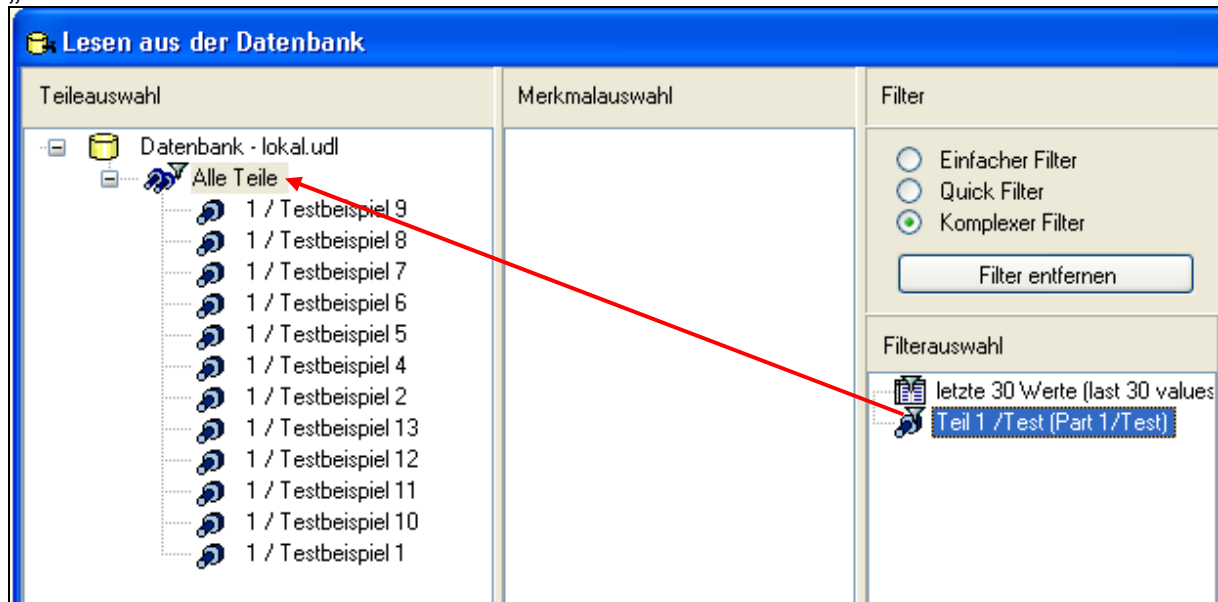 „
Lesen aus der Datenbank
Teileauswahl
Merkmalauswahl
Filter
Datenbank - lokal.udl
Alle Teile
1 / Testbeispiel 9
1 / Testbeispiel 8
1 / Testbeispiel 7
1 / Testbeispiel 6
1 / Testbeispiel 5
1 / Testbeispiel 4
1 / Testbeispiel 2
1 / Testbeispiel 13
1 / Testbeispiel 12
1 / Testbeispiel 11
1 / Testbeispiel 10
1 / Testbeispiel 1
Einfacher Filter
Quick Filter
Komplexer Filter
Filter entfernen
Filterauswahl
letzte 30 Werte (last 30 values
Teil 1 /Test (Part 1/Test)